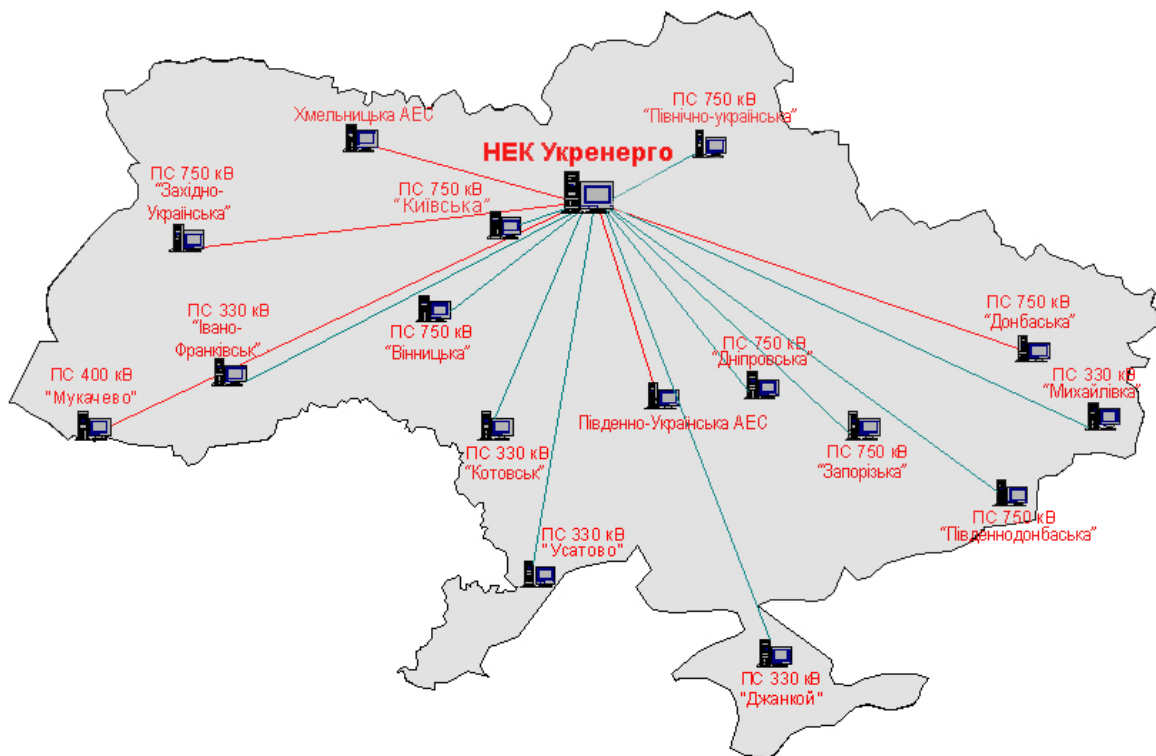 Хмельницька АЕС
ПС 750 кВ
"Північно-українська"
НЕК Укренерго
ПС 750 кВ
"Західно-
Українська"
ПС 750 кВ
"Київська"
ПС 330 кВ
"Івано-
Франківськ"
ПС 750 кВ
"Вінницька"
ПС 750 кВ
"Дніпровська"
ПС 750 кВ
"Донбаська"
ПС 400 кВ
"Мукачево"
ПС 330 кВ
"Михайлівка"
Південно-Українська АЕС
ПС 330 кВ
"Котовськ"
ПС 750 кВ
"Запорізька"
ПС 750 кВ
"Південнодонбаська"
ПС 330 кВ
"Усатово"
ПС 330 кВ
"Джанкой"